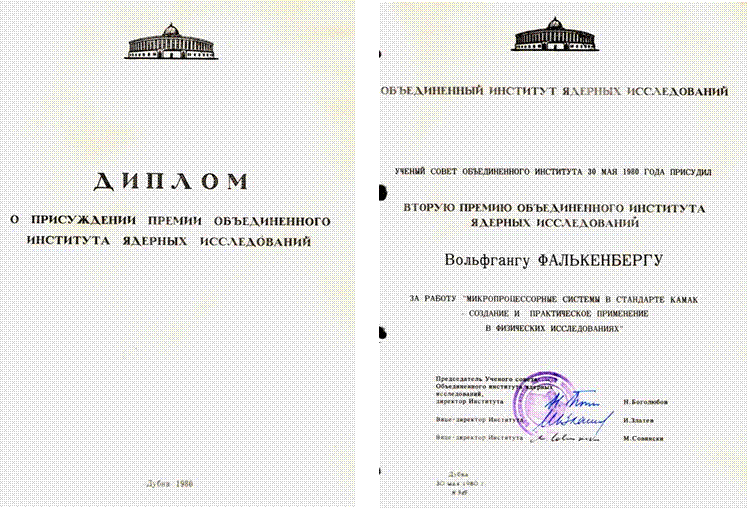 ДИПЛОМ
О ПРИСУЖДЕНИИ ПРЕМИИ ОБЪЕДИНЕННОГО
ИНСТИТУТА ЯДЕРНЫХ ИССЛЕДОВАНИЙ
Дубна 1980
ОБЪЕДИНЕННЫЙ ИНСТИТУТ ЯДЕРНЫХ ИССЛЕДОВАНИЙ
УЧЕНЫЙ СОВЕТ ОБЪЕДИНЕННОГО ИНСТИТУТА 30 МАЯ 1980 ГОДА ПРИСУДИЛ
ВТОРУЮ ПРЕМИЮ ОБЪЕДИНЕННОГО ИНСТИТУТА
ЯДЕРНЫХ ИССЛЕДОВАНИЙ
Вольфгангу ФАЛЬКЕНБЕРГУ
ЗА РАБОТУ "МИКРОПРОЦЕССОРНЫЕ СИСТЕМЫ В СТАНДАРТЕ КАМАК
- СОЗДАНИЕ И ПРАКТИЧЕСКОЕ ПРИМЕНЕНИЕ
В ФИЗИЧЕСКИХ ИССЛЕДОВАНИЯХ"
Председатель Ученого совета
Объединенного института ядерных
исследований,
директор Института Н.Боголюбов
Вице-директор Института И.Златев
Вице-директор Института М.Совински
Дубна
30 мая 1980 г.